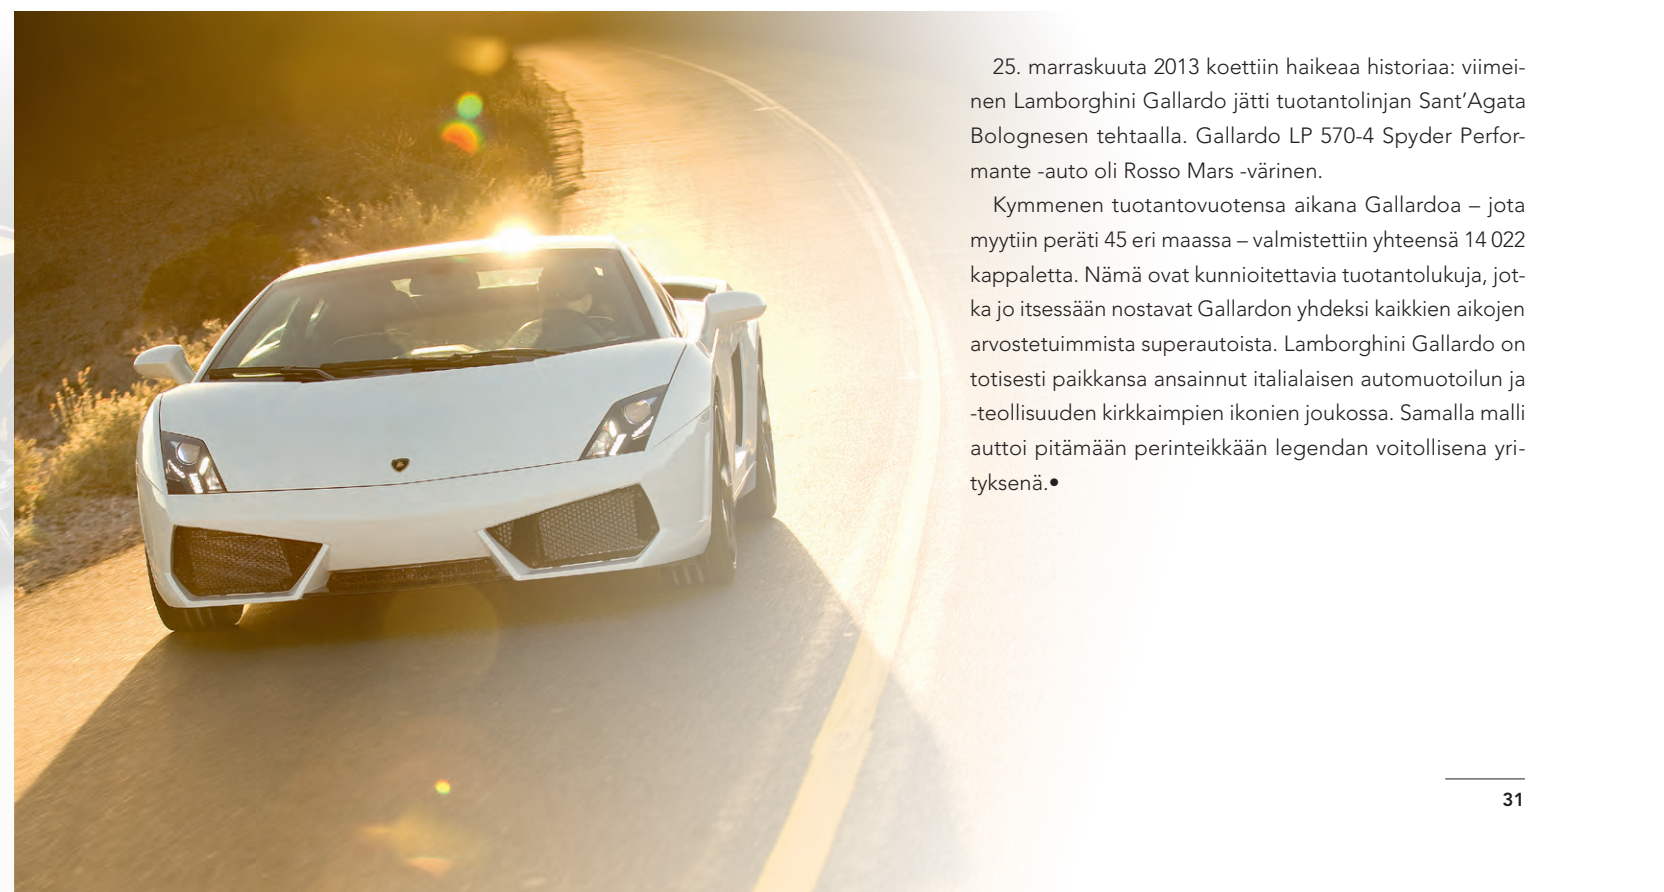 25. marraskuuta 2013 koettiin haikeaa historiaa: viimei-
nen Lamborghini Gallardo jätti tuotantolinjan Sant’Agata
Bolognesen tehtaalla. Gallardo LP 570-4 Spyder Perfor-
mante -auto oli Rosso Mars -värinen.
Kymmenen tuotantovuotensa aikana Gallardoa – jota
myytiin peräti 45 eri maassa – valmistettiin yhteensä 14 022
kappaletta. Nämä ovat kunnioitettavia tuotantolukuja, jot-
ka jo itsessään nostavat Gallardon yhdeksi kaikkien aikojen
arvostetuimmista superautoista. Lamborghini Gallardo on
totisesti paikkansa ansainnut italialaisen automuotoilun ja
-teollisuuden kirkkaimpien ikonien joukossa. Samalla malli
auttoi pitämään perinteikkään legendan voitollisena yri-
tyksenä.•
31